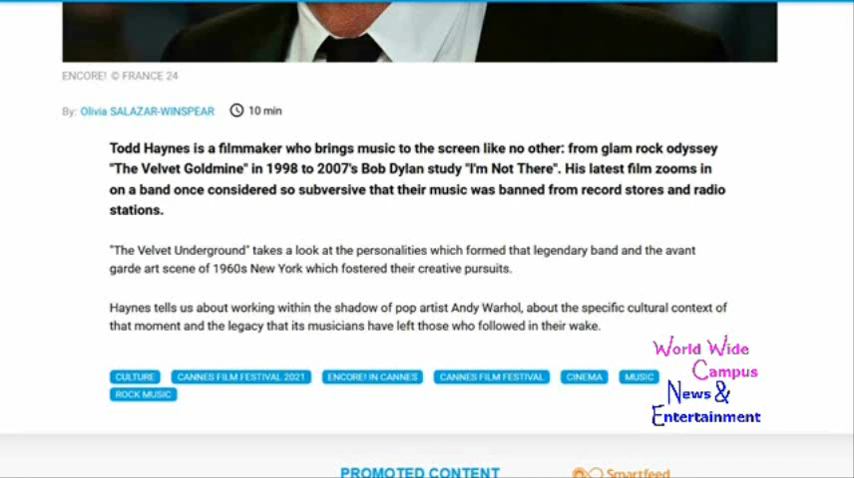 ENCORE! © FRANCE 24
By: Olivia SALAZAR-WINSPEAR 10 min
Todd Haynes is a filmmaker who brings music to the screen like no other: from glam rock odyssey
"The Velvet Goldmine" in 1998 to 2007's Bob Dylan study "I'm Not There". His latest film zooms in
on a band once considered so subversive that their music was banned from record stores and radio
stations.
"The Velvet Underground" takes a look at the personalities which formed that legendary band and the avant
garde art scene of 1960s New York which fostered their creative pursuits.
Haynes tells us about working within the shadow of pop artist Andy Warhol, about the specific cultural context of
that moment and the legacy that its musicians have left those who followed in their wake.
CULTURE CANNES FILM FESTIVAL 2021 ENCORE! IN CANNES CANNES FILM FESTIVAL CINEMA MUSIC
ROCK MUSIC
World Wide
Campus
News &
Entertainment
PROMOTED CONTENT Smartfeed